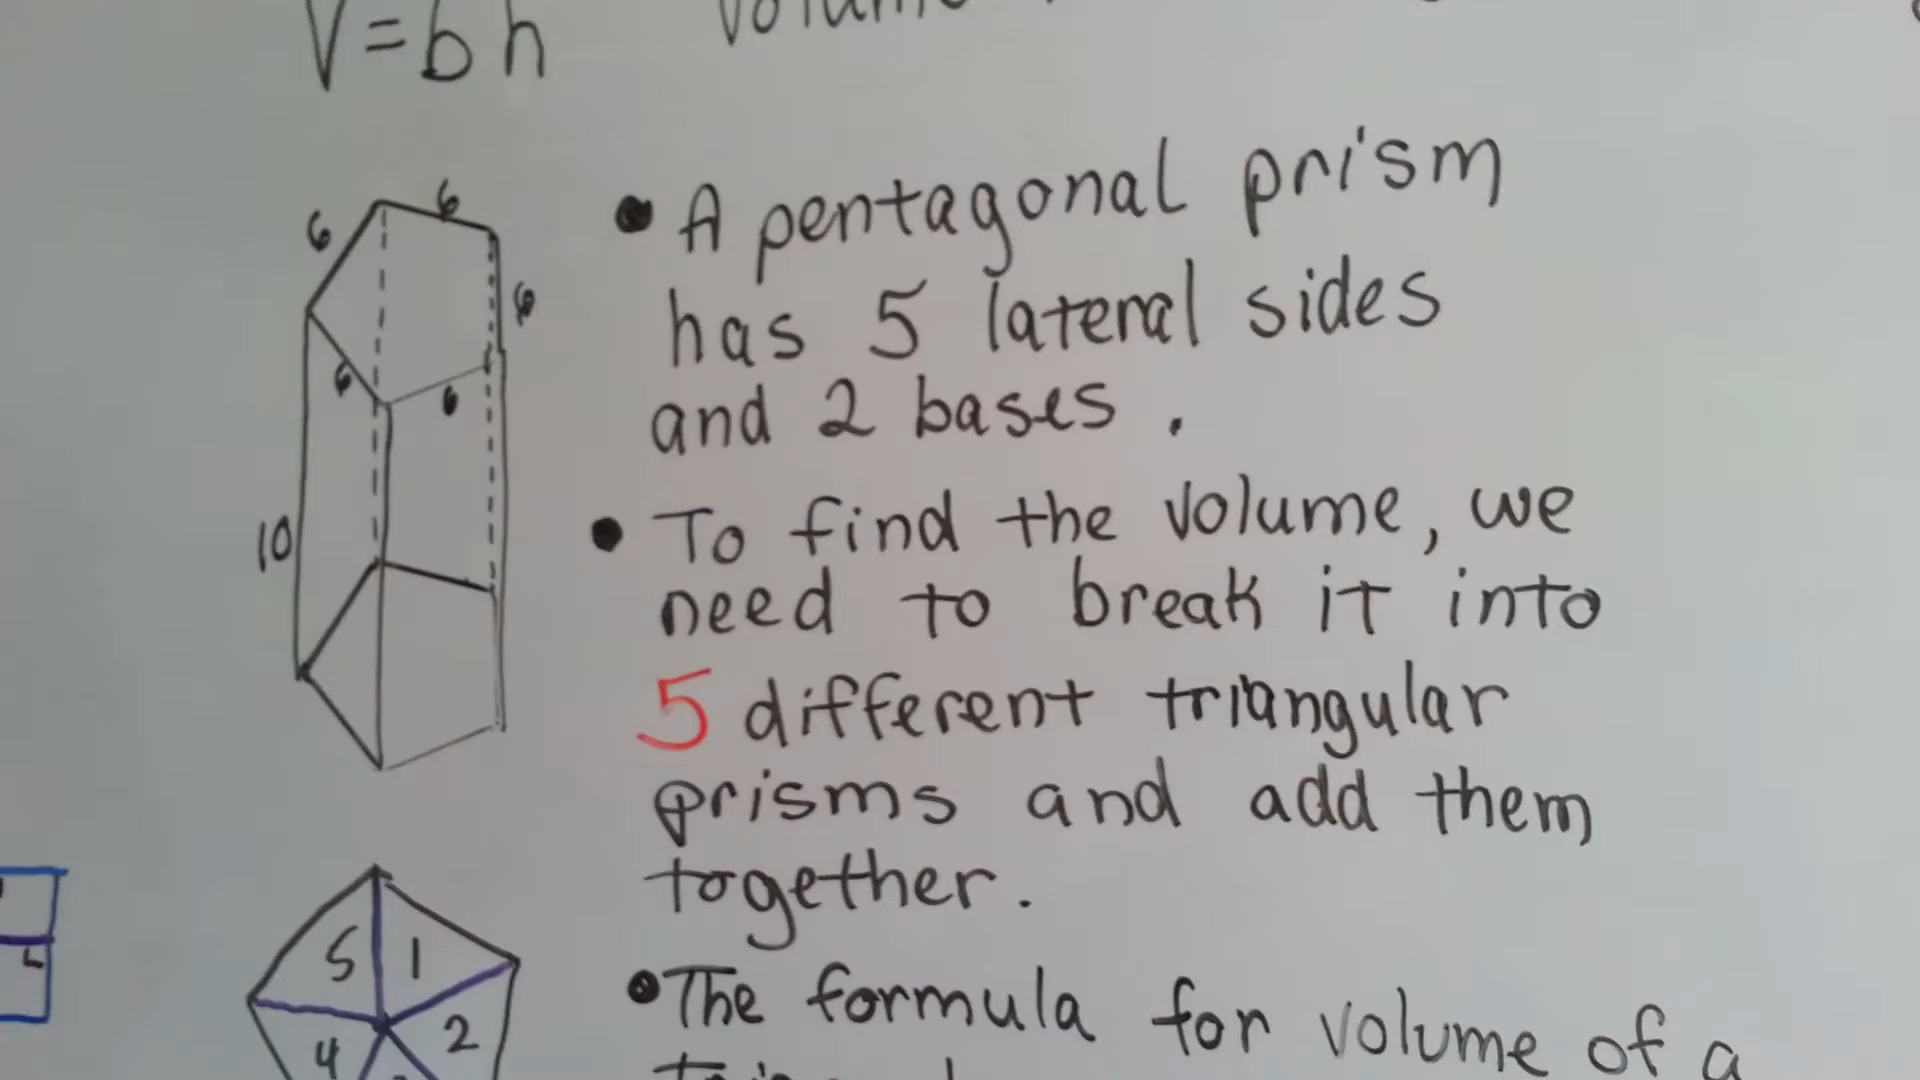 V = b h
6
6
6
6
6
10
• A pentagonal prism
has 5 lateral sides
and 2 bases.
• To find the volume, we
need to break it into
5 different triangular
prisms and add them
together.
5 1
4 2
• The formula for volume of a